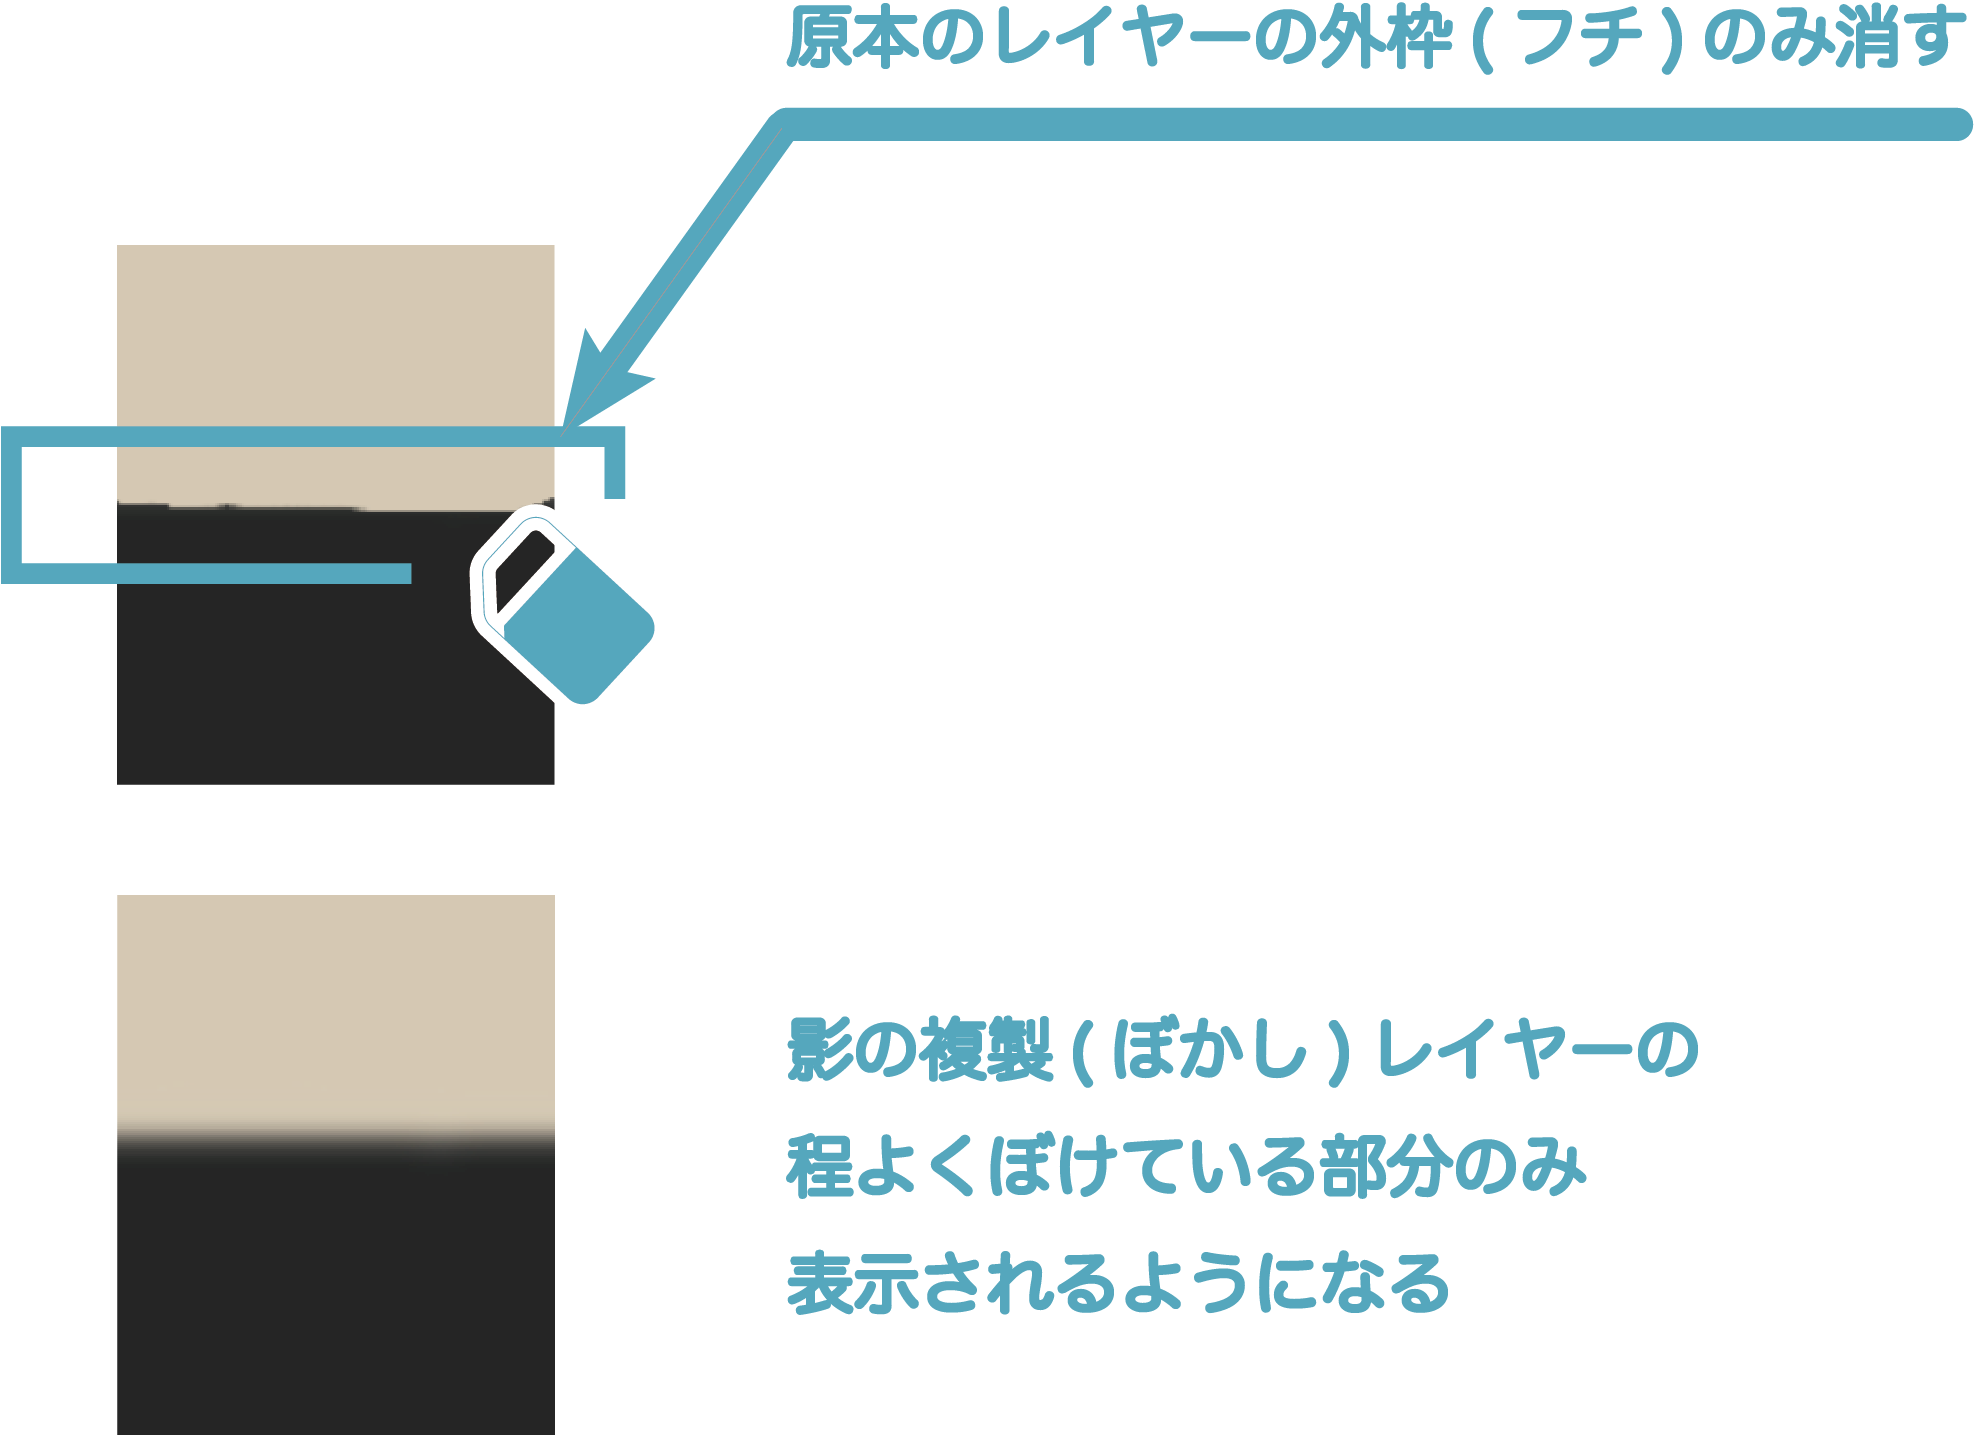 原本のレイヤーの外枠(フチ)のみ消す
影の複製(ぼかし)レイヤーの
程よくぼけている部分のみ
表示されるようになる